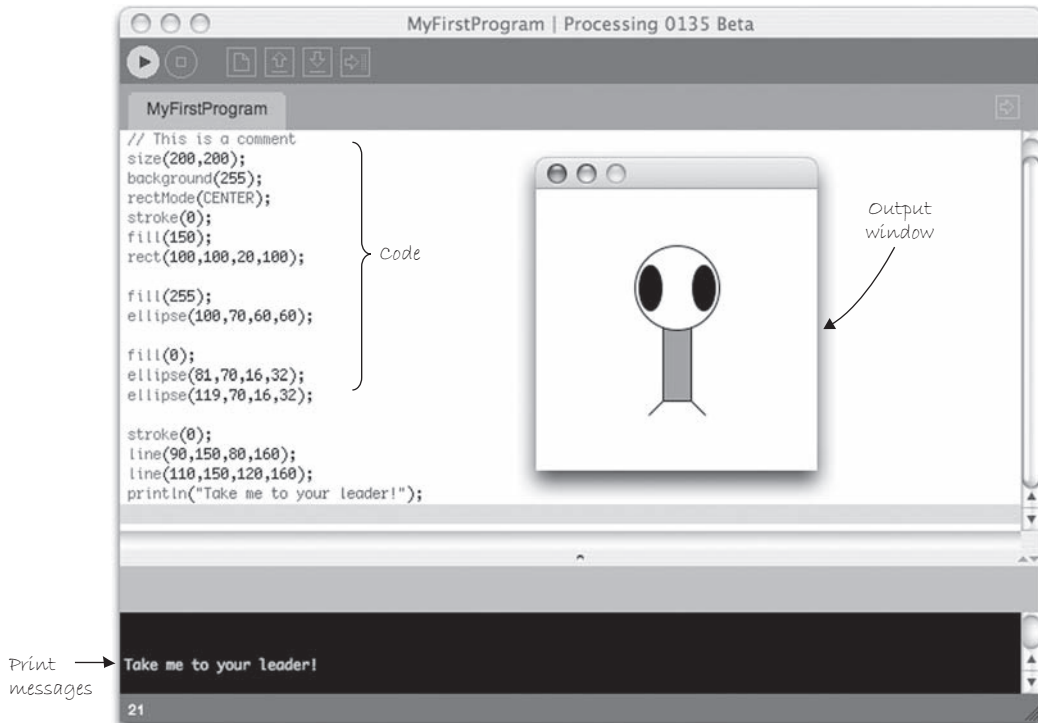 MyFirstProgram | Processing 0135 Beta
MyFirstProgram
// This is a comment
size(200,200);
background(255);
rectMode(CENTER);
stroke(0);
fill(150);
rect(100,100,20,100);
fill(255);
ellipse(100,70,60,60);
fill(0);
ellipse(81,70,16,32);
ellipse(119,70,16,32);
stroke(0);
line(90,150,80,160);
line(110,150,120,160);
println("Take me to your leader!");
Code
Output
window
Print
messages
Take me to your leader!
21